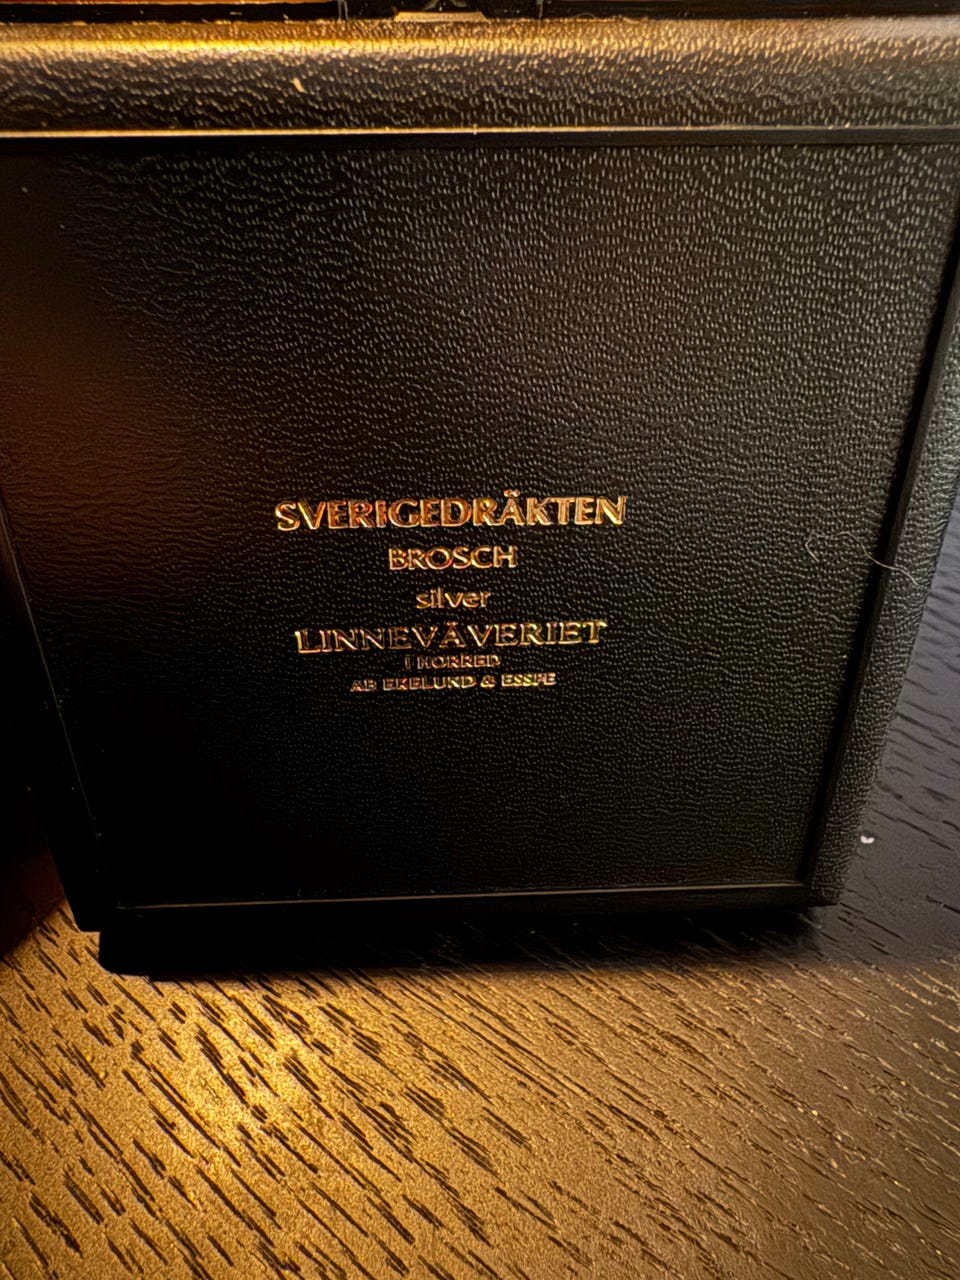 SVERIGEDRÄKTEN
BROSCH
silver
LINNEVÄVERIET
I HORRED
AB EKELUND & ESSPE